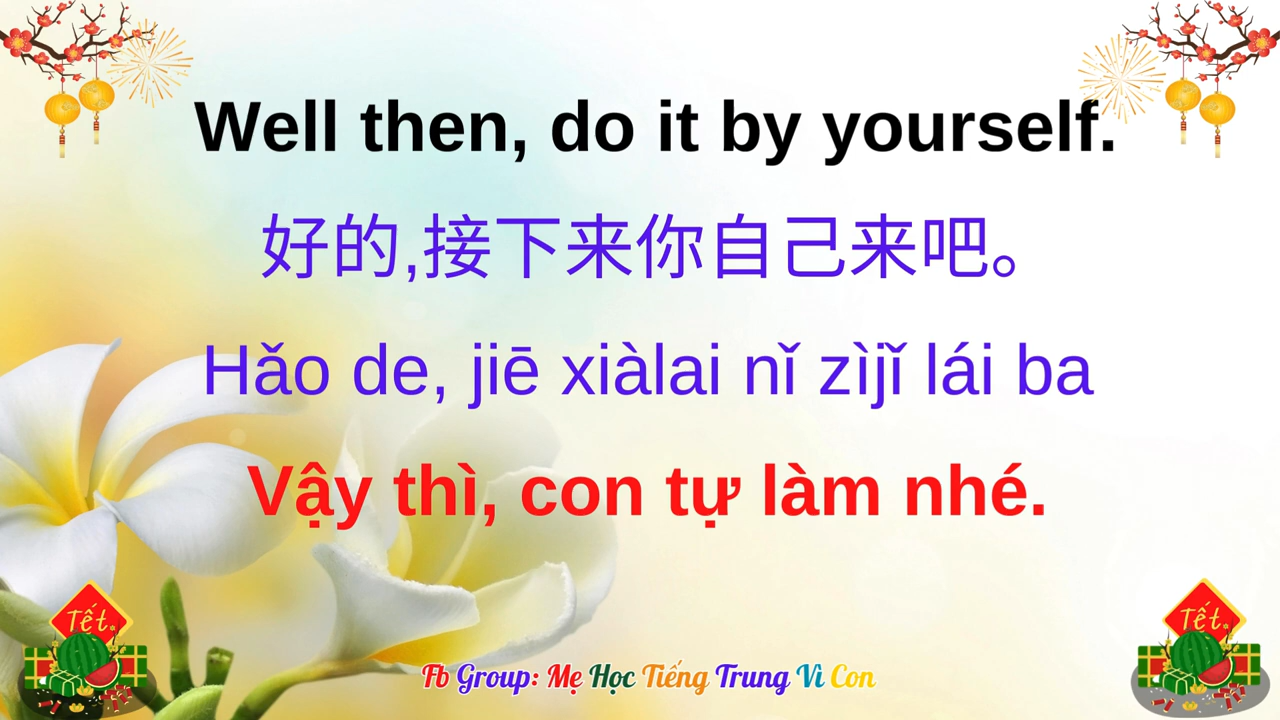 Well then, do it by yourself.
好的,接下来你自己来吧。
Hǎo de, jiē xiàlai nǐ zìjǐ lái ba
Vậy thì, con tự làm nhé.
Tết
Tết
Fb Group: Mẹ Học Tiếng Trung Vì Con